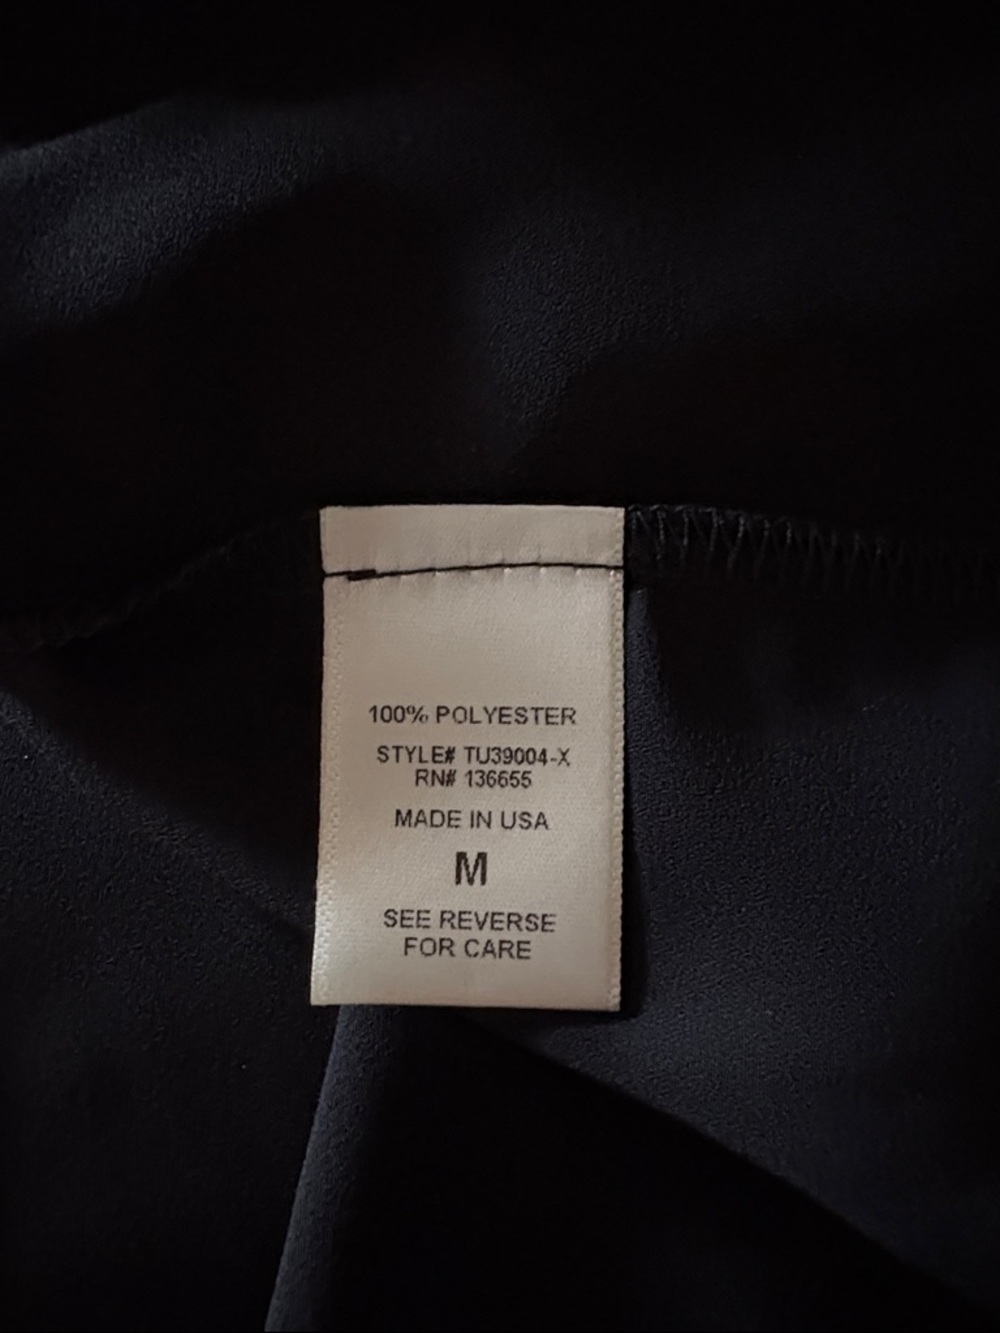 100% POLYESTER
STYLE# TU39004-X
RN# 136655
MADE IN USA
M
SEE REVERSE
FOR CARE